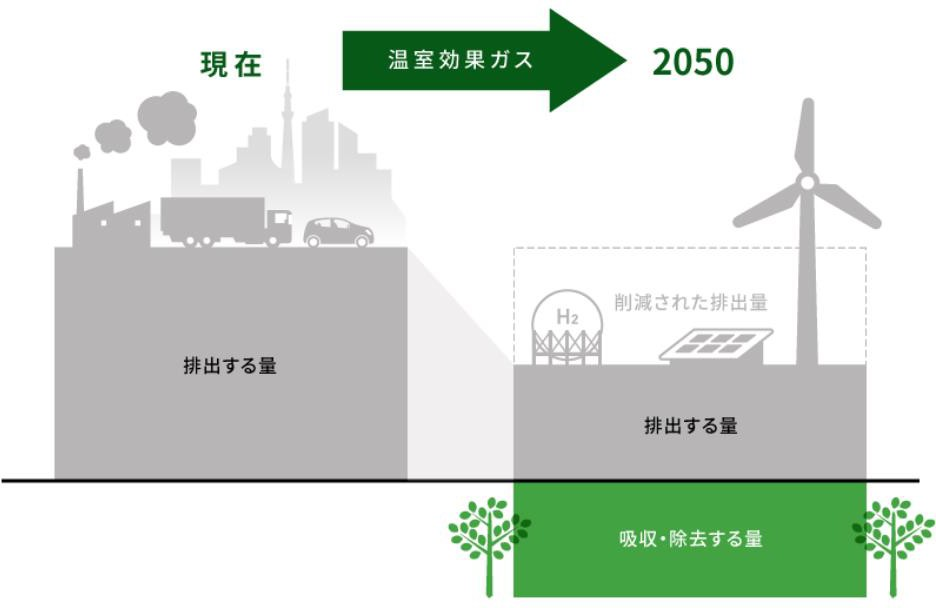 現在
温室効果ガス
2050
H2
削減された排出量
排出する量
排出する量
吸収・除去する量